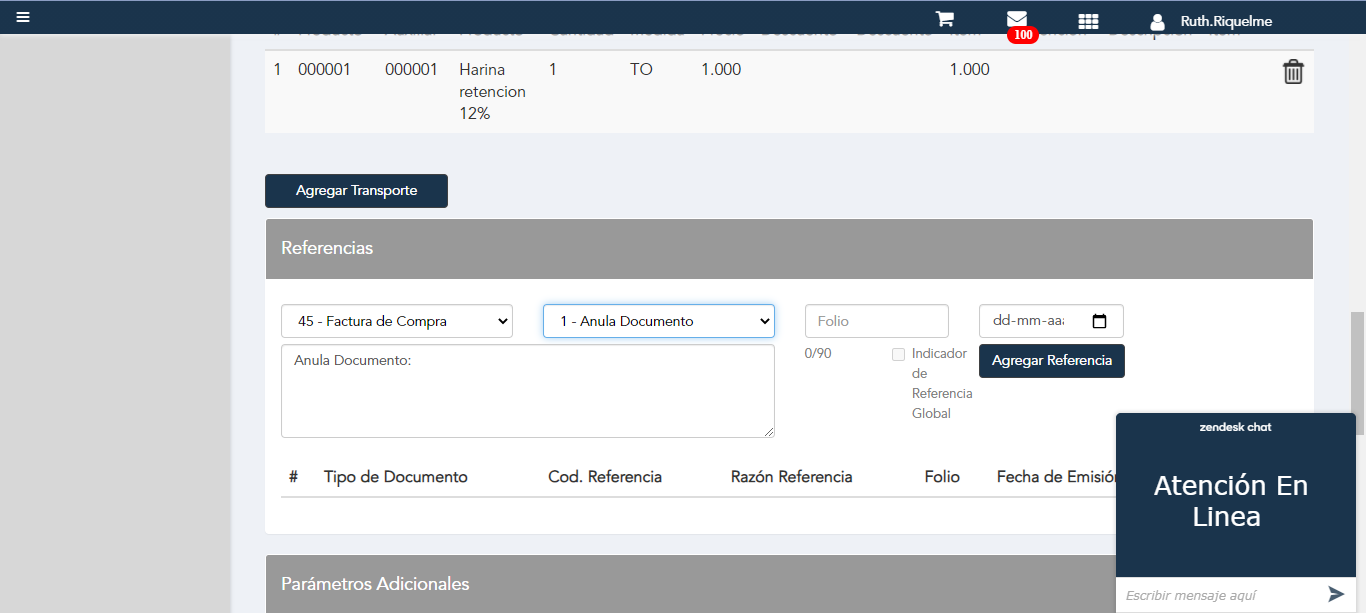 Ruth.Riquelme
100
1 000001 000001 Harina 1 TO 1.000 1.000
retencion
12%
Agregar Transporte
Referencias
45 - Factura de Compra 1 - Anula Documento Folio dd-mm-aaa
Anula Documento:
0/90 Indicador
de
Referencia
Global
Agregar Referencia
# Tipo de Documento Cod. Referencia Razón Referencia Folio Fecha de Emisión
Parámetros Adicionales
zendesk chat
Atención En
Linea
Escribir mensaje aquí